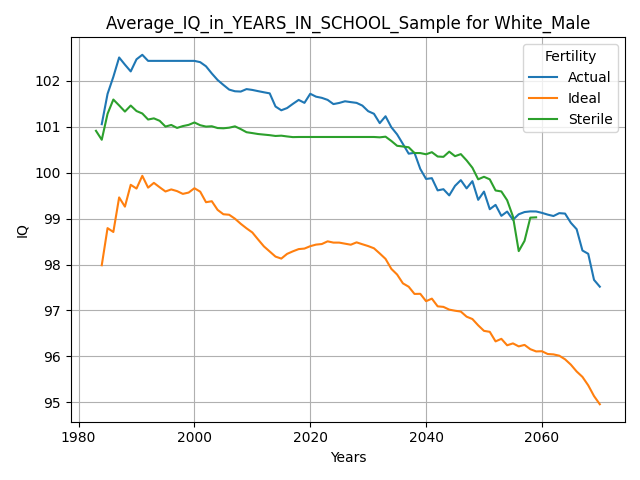 Average_IQ_in_YEARS_IN_SCHOOL_Sample for White_Male
Fertility
Actual
Ideal
Sterile
102
101
100
99
98
97
96
95
IQ
1980
2000
2020
2040
2060
Years